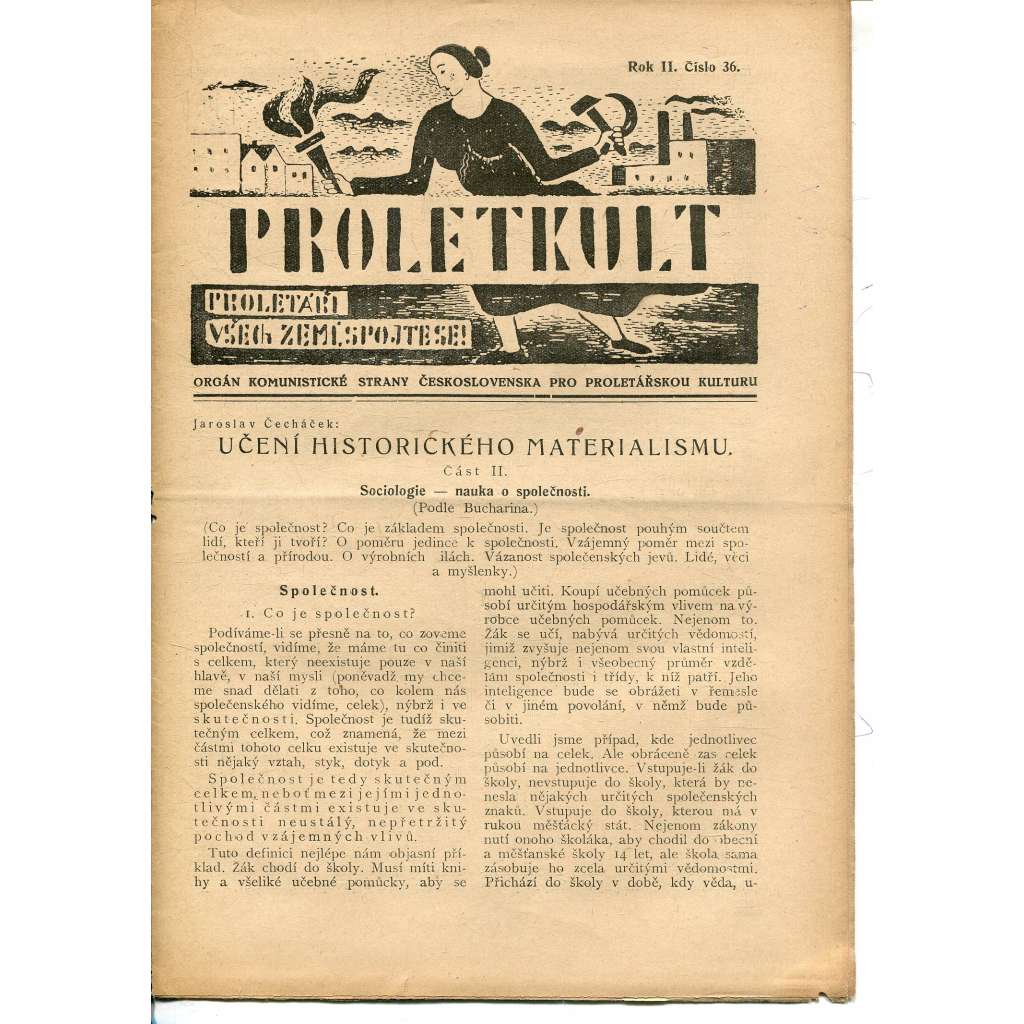 Rok II. Číslo 36.
PROLETKULT
PROLETÁŘI
VŠECH ZEMÍ, SPOJTE SE!
ORGÁN KOMUNISTICKÉ STRANY ČESKOSLOVENSKA PRO PROLETÁŘSKOU KULTURU
Jaroslav Čecháček:
UČENÍ HISTORICKÉHO MATERIALISMU.
Část II.
Sociologie — nauka o společnosti.
(Podle Bucharina.)
(Co je společnost? Co je základem společnosti. Je společnost pouhým součtem
lidí, kteří ji tvoří? O poměru jedince k společnosti. Vzájemný poměr mezi spo-
lečností a přírodou. O výrobních silách. Vázanost společenských jevů. Lidé, věci
a myšlenky.)
Společnost.
1. Co je společnost?
Podíváme-li se přesně na to, co zoveme
společností, vidíme, že máme tu co činiti
s celkem, který neexistuje pouze v naší
hlavě, v naší mysli (poněvadž my chce-
me snad dělati z toho, co kolem nás
společenského vidíme, celek), nýbrž i ve
skutečnosti. Společnost je tudíž sku-
tečným celkem, což znamená, že mezi
částmi tohoto celku existuje ve skutečno-
sti nějaký vztah, styk, dotyk a pod.
Společnost je tedy skutečným
celkem, neboť mezi jejími jedno-
tlivými částmi existuje ve sku-
tečnosti neustálý, nepřetržitý
pochod vzájemných vlivů.
Tuto definici nejlépe nám objasní pří-
klad. Žák chodí do školy. Musí míti kni-
hy a všeliké učebné pomůcky, aby se
mohl učiti. Koupí učebných pomůcek pů-
sobí určitým hospodářským vlivem na vý-
robce učebných pomůcek. Nejenom to.
Žák se učí, nabývá určitých vědomostí,
jimiž zvyšuje nejenom svou vlastní inteli-
genci, nýbrž i všeobecný průměr vzdě-
lání společnosti i třídy, k níž patří. Jeho
inteligence bude se obrážeti v řemesle
či v jiném povolání, v němž bude pů-
sobiti.
Uvedli jsme případ, kde jednotlivec
působí na celek. Ale obráceně zas celek
působí na jednotlivce. Vstupuje-li žák do
školy, nevstupuje do školy, která by ne-
nesla nějakých určitých společenských
znaků. Vstupuje do školy, kterou má v
rukou měšťácký stát. Nejenom zákony
nutí onoho školáka, aby chodil do obecní
a měšťanské školy 14 let, ale škola sama
zásobuje ho zcela určitými vědomostmi.
Přichází do školy v době, kdy věda, u-